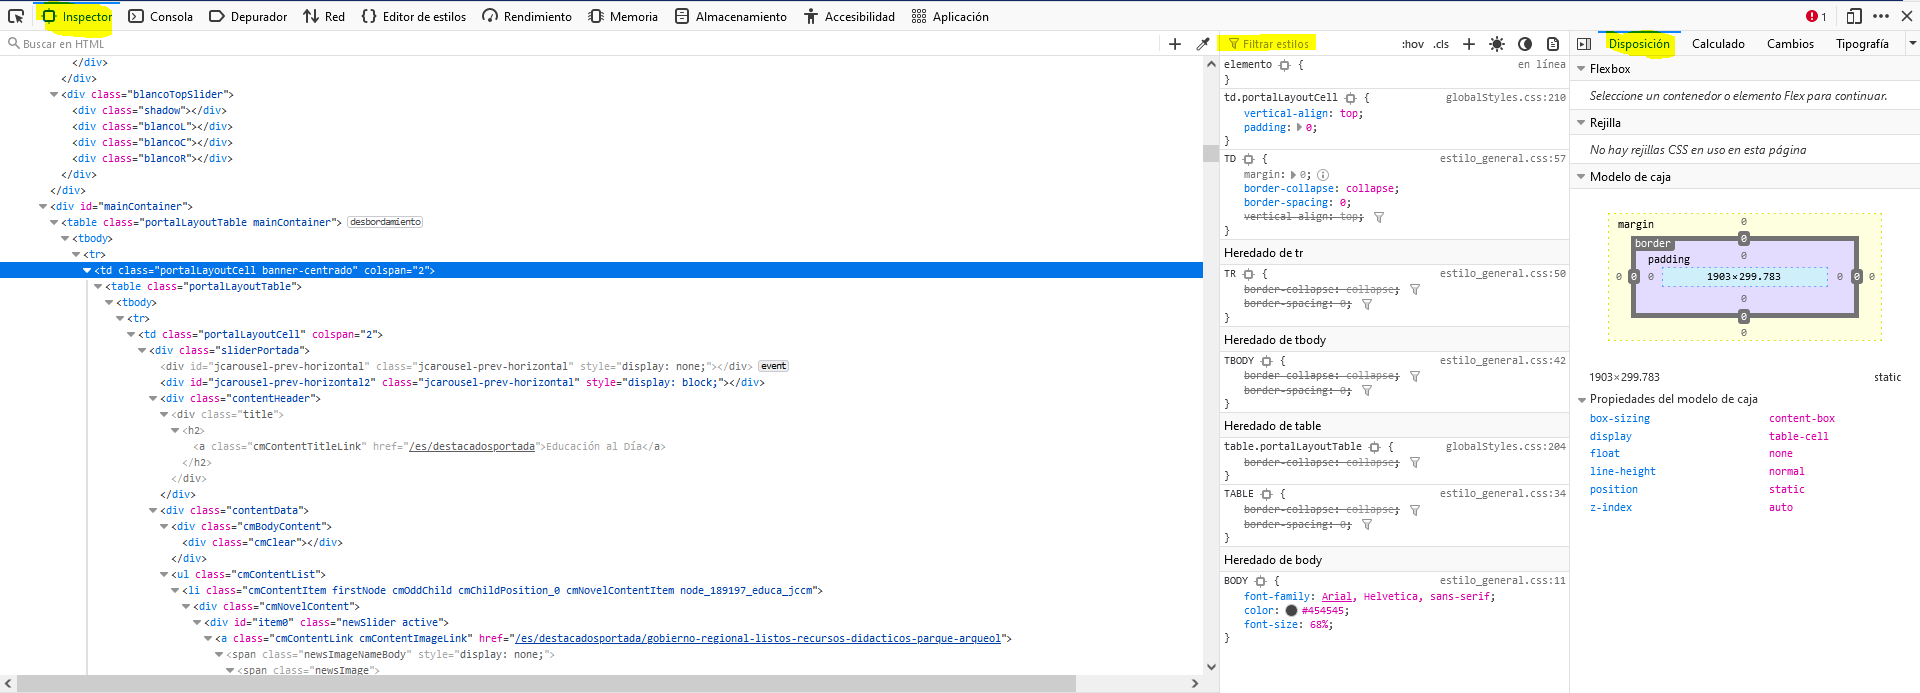 Inspector Consola Depurador Red Editor de estilos Rendimiento Memoria Almacenamiento Accesibilidad Aplicación 1
Buscar en HTML
</div>
</div>
<div class="blancoTopSlider">
<div class="shadow"></div>
<div class="blancoL"></div>
<div class="blancoC"></div>
<div class="blancoR"></div>
</div>
</div>
<div id="mainContainer">
<table class="portalLayoutTable mainContainer"> desbordamiento
<tbody>
<tr>
<td class="portalLayoutCell banner-centrado" colspan="2">
<table class="portalLayoutTable">
<tbody>
<tr>
<td class="portalLayoutCell" colspan="2">
<div class="sliderPortada">
<div id="jcarousel-prev-horizontal" class="jcarousel-prev-horizontal" style="display: none;"></div> event
<div id="jcarousel-prev-horizontal2" class="jcarousel-prev-horizontal" style="display: block;"></div>
<div class="contentHeader">
<div class="title">
<h2>
<a class="cmContentTitleLink" href="/es/destacadosportada">Educación al Día</a>
</h2>
</div>
</div>
<div class="contentData">
<div class="cmBodyContent">
<div class="cmClear"></div>
</div>
<ul class="cmContentList">
<li class="cmContentItem firstNode cmOddChild cmChildPosition_0 cmNovelContentItem node_189197_educa_jccm">
<div class="cmNovelContent">
<div id="item0" class="newSlider active">
<a class="cmContentLink cmContentImageLink" href="/es/destacadosportada/gobierno-regional-listos-recursos-didacticos-parque-arqueol">
<span class="newsImageNameBody" style="display: none;">
<span class="newsImage">
Filtrar estilos :hov .cls
elemento { en línea
}
td.portalLayoutCell { globalStyles.css:210
vertical-align: top;
padding: 0;
}
TD { estilo_general.css:57
margin: 0;
border-collapse: collapse;
border-spacing: 0;
vertical-align: top;
}
Heredado de tr
TR { estilo_general.css:50
border-collapse: collapse;
border-spacing: 0;
}
Heredado de tbody
TBODY { estilo_general.css:42
border-collapse: collapse;
border-spacing: 0;
}
Heredado de table
table.portalLayoutTable { globalStyles.css:204
border-collapse: collapse;
}
TABLE { estilo_general.css:34
border-collapse: collapse;
border-spacing: 0;
}
Heredado de body
BODY { estilo_general.css:11
font-family: Arial, Helvetica, sans-serif;
color: #454545;
font-size: 68%;
}
Disposición Calculado Cambios Tipografía
Flexbox
Seleccione un contenedor o elemento Flex para continuar.
Rejilla
No hay rejillas CSS en uso en esta página
Modelo de caja
margin 0
border 0
padding 0
0 0 0 1903×299.783 0 0 0
0
0
0
1903×299.783 static
Propiedades del modelo de caja
box-sizing content-box
display table-cell
float none
line-height normal
position static
z-index auto